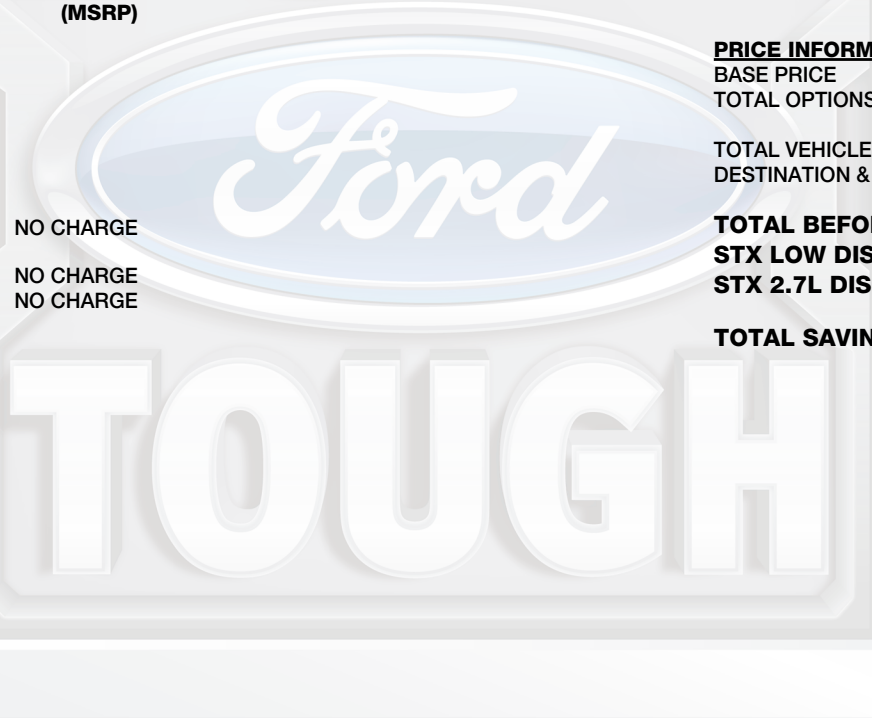 (MSRP)
NO CHARGE
NO CHARGE
NO CHARGE
PRICE INFORM
BASE PRICE
TOTAL OPTIONS
TOTAL VEHICLE
DESTINATION &
TOTAL BEFO
STX LOW DIS
STX 2.7L DIS
TOTAL SAVIN
Ford
TOUGH